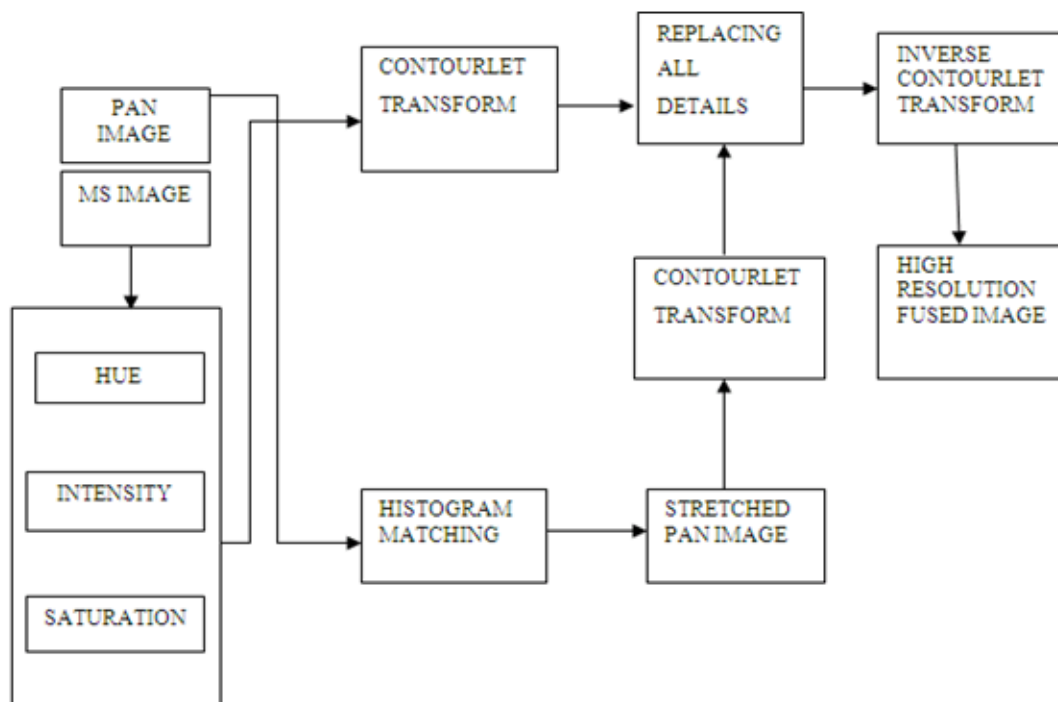 PAN
IMAGE
MS IMAGE
HUE
INTENSITY
SATURATION
CONTOURLET
TRANSFORM
HISTOGRAM
MATCHING
STRETCHED
PAN IMAGE
CONTOURLET
TRANSFORM
REPLACING
ALL
DETAILS
INVERSE
CONTOURLET
TRANSFORM
HIGH
RESOLUTION
FUSED IMAGE